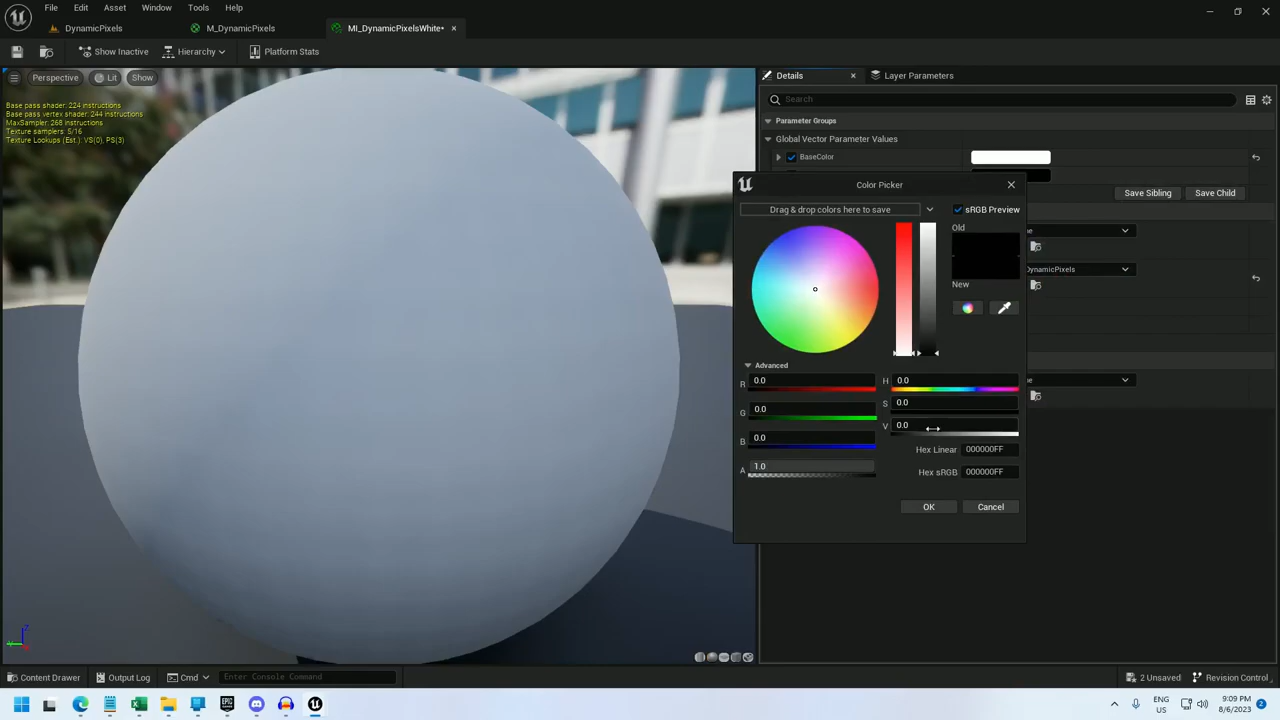 File Edit Asset Window Tools Help
DynamicPixels M_DynamicPixels MI_DynamicPixelsWhite*
Show Inactive Hierarchy Platform Stats
Details Layer Parameters
Perspective Lit Show
Search
Base pass shader: 224 instructions
Base pass vertex shader: 244 instructions
MaxSampler: 268 instructions
Texture samplers: 5/16
Texture Lookups (Est.): VS(0), PS(3)
Parameter Groups
Global Vector Parameter Values
BaseColor
Save Sibling Save Child
DynamicPixels
Color Picker
Drag & drop colors here to save
sRGB Preview
Old
New
Advanced
R 0.0 H 0.0
G 0.0 S 0.0
B 0.0 V 0.0
Hex Linear 000000FF
A 1.0 Hex sRGB 000000FF
OK Cancel
Content Drawer Output Log Cmd Enter Console Command 2 Unsaved Revision Control
ENG
US
9:09 PM
8/6/2023
2